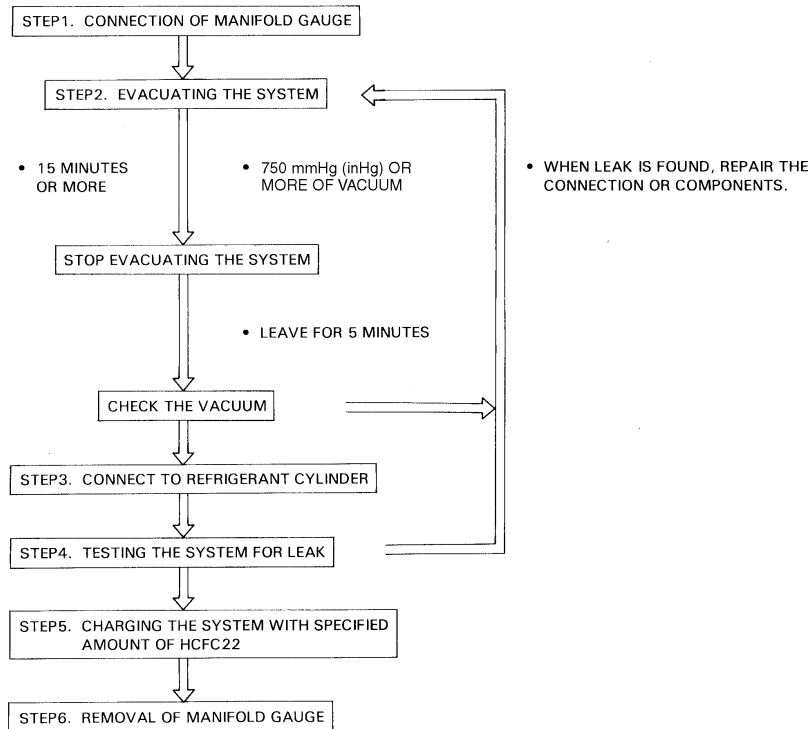 STEP1. CONNECTION OF MANIFOLD GAUGE
STEP2. EVACUATING THE SYSTEM
• 15 MINUTES
OR MORE
• 750 mmHg (inHg) OR
MORE OF VACUUM
• WHEN LEAK IS FOUND, REPAIR THE
CONNECTION OR COMPONENTS.
STOP EVACUATING THE SYSTEM
• LEAVE FOR 5 MINUTES
CHECK THE VACUUM
STEP3. CONNECT TO REFRIGERANT CYLINDER
STEP4. TESTING THE SYSTEM FOR LEAK
STEP5. CHARGING THE SYSTEM WITH SPECIFIED
AMOUNT OF HCFC22
STEP6. REMOVAL OF MANIFOLD GAUGE